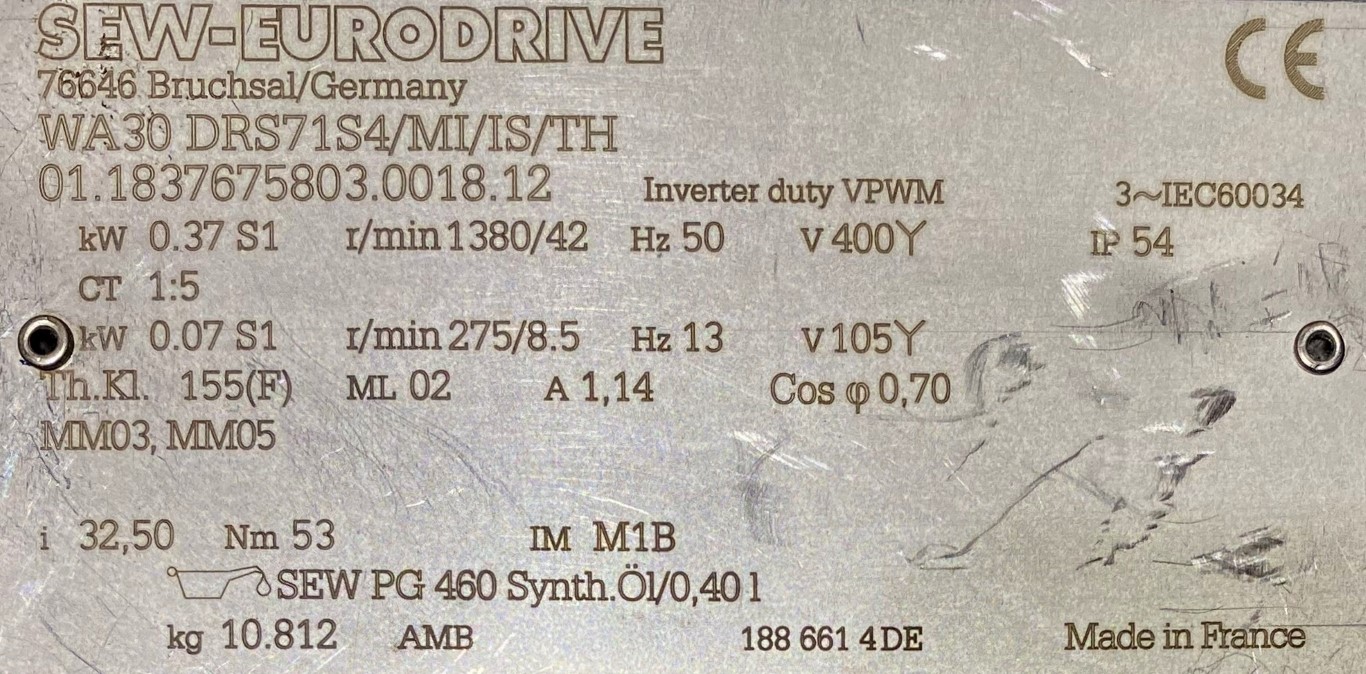 SEW-EURODRIVE CE
76646 Bruchsal/Germany
WA30 DRS71S4/MI/IS/TH
01.1837675803.0018.12 Inverter duty VPWM 3~IEC60034
kW 0.37 S1 r/min 1380/42 Hz 50 V 400Y IP 54
CT 1:5
kW 0.07 S1 r/min 275/8.5 Hz 13 V 105Y
Th.Kl. 155(F) ML 02 A 1,14 Cos φ 0,70
MM03, MM05
i 32,50 Nm 53 IM M1B
SEW PG 460 Synth.Öl/0,40 l
kg 10.812 AMB 188 661 4 DE Made in France